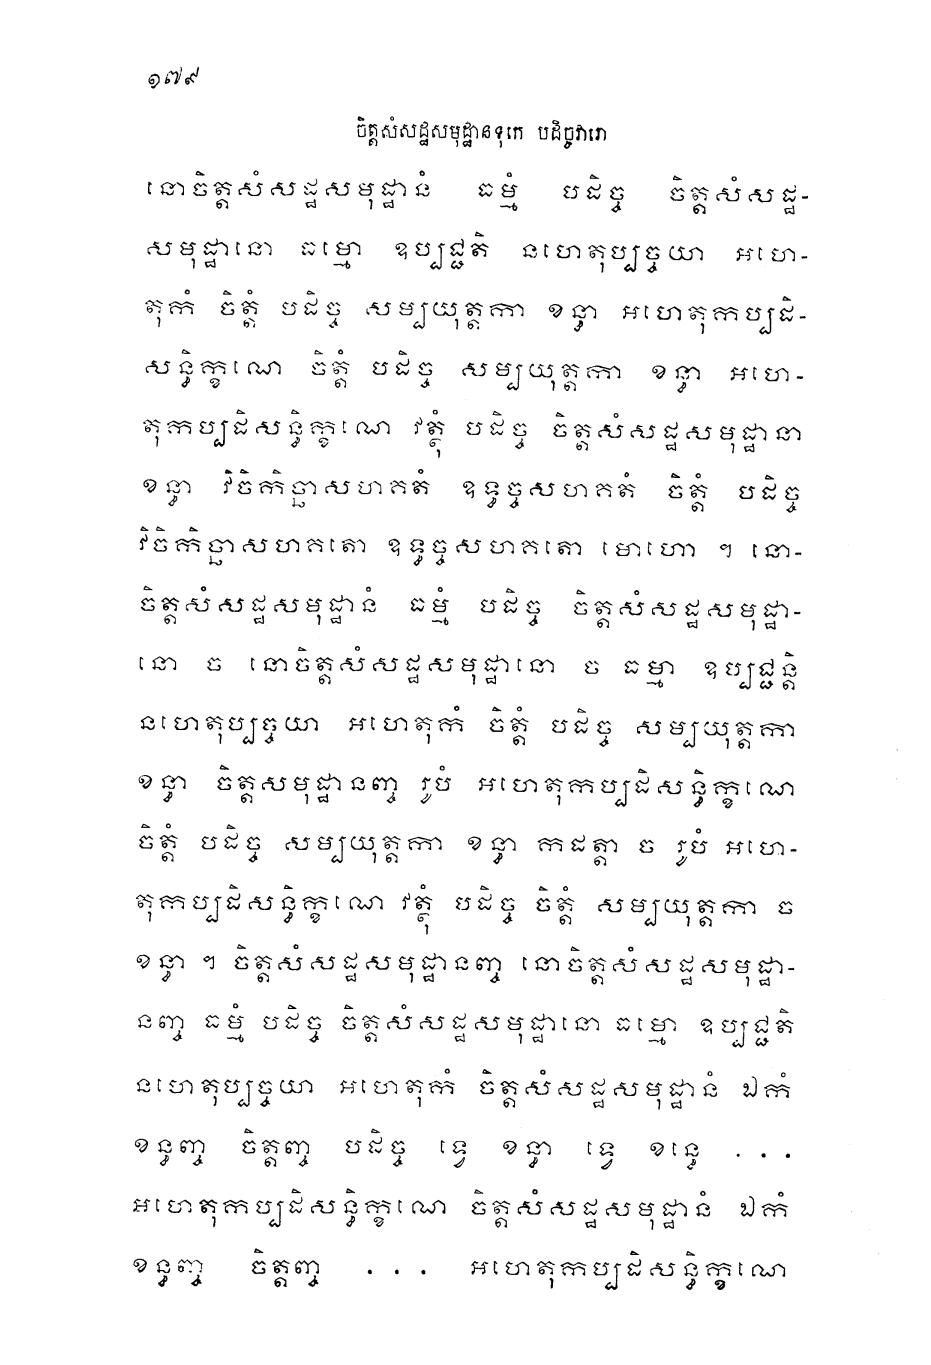 ១៧៩
ចិត្តសំសដ្ឋសមុដ្ឋានទុកេ បដិច្ចវារោ
នោចិត្តសំសដ្ឋសមុដ្ឋានំ ធម្មំ បដិច្ច ចិត្តសំសដ្ឋ-
សមុដ្ឋានោ ធម្មោ ឧប្បជ្ជតិ នហេតុប្បច្ចយា អហេ-
តុកំ ចិត្តំ បដិច្ច សម្បយុត្តកា ខន្ធា អហេតុកប្បដិ-
សន្ធិក្ខណេ ចិត្តំ បដិច្ច សម្បយុត្តកា ខន្ធា អហេ-
តុកប្បដិសន្ធិក្ខណេ វត្ថុំ បដិច្ច ចិត្តសំសដ្ឋសមុដ្ឋានា
ខន្ធា វិចិកិច្ឆាសហគតំ ឧទ្ធច្ចសហគតំ ចិត្តំ បដិច្ច
វិចិកិច្ឆាសហគតោ ឧទ្ធច្ចសហគតោ មោហោ ។ នោ-
ចិត្តសំសដ្ឋសមុដ្ឋានំ ធម្មំ បដិច្ច ចិត្តសំសដ្ឋសមុដ្ឋា-
នោ ច នោចិត្តសំសដ្ឋសមុដ្ឋានោ ច ធម្មា ឧប្បជ្ជន្តិ
នហេតុប្បច្ចយា អហេតុកំ ចិត្តំ បដិច្ច សម្បយុត្តកា
ខន្ធា ចិត្តសមុដ្ឋានញ្ច រូបំ អហេតុកប្បដិសន្ធិក្ខណេ
ចិត្តំ បដិច្ច សម្បយុត្តកា ខន្ធា កដត្តា ច រូបំ អហេ-
តុកប្បដិសន្ធិក្ខណេ វត្ថុំ បដិច្ច ចិត្តំ សម្បយុត្តកា ច
ខន្ធា ។ ចិត្តសំសដ្ឋសមុដ្ឋានញ្ច នោចិត្តសំសដ្ឋសមុដ្ឋា-
នញ្ច ធម្មំ បដិច្ច ចិត្តសំសដ្ឋសមុដ្ឋានោ ធម្មោ ឧប្បជ្ជតិ
នហេតុប្បច្ចយា អហេតុកំ ចិត្តសំសដ្ឋសមុដ្ឋានំ ឯកំ
ខន្ធញ្ច ចិត្តញ្ច បដិច្ច ទ្វេ ខន្ធា ទ្វេ ខន្ធេ . . .
អហេតុកប្បដិសន្ធិក្ខណេ ចិត្តសំសដ្ឋសមុដ្ឋានំ ឯកំ
ខន្ធញ្ច ចិត្តញ្ច . . . អហេតុកប្បដិសន្ធិក្ខណេ